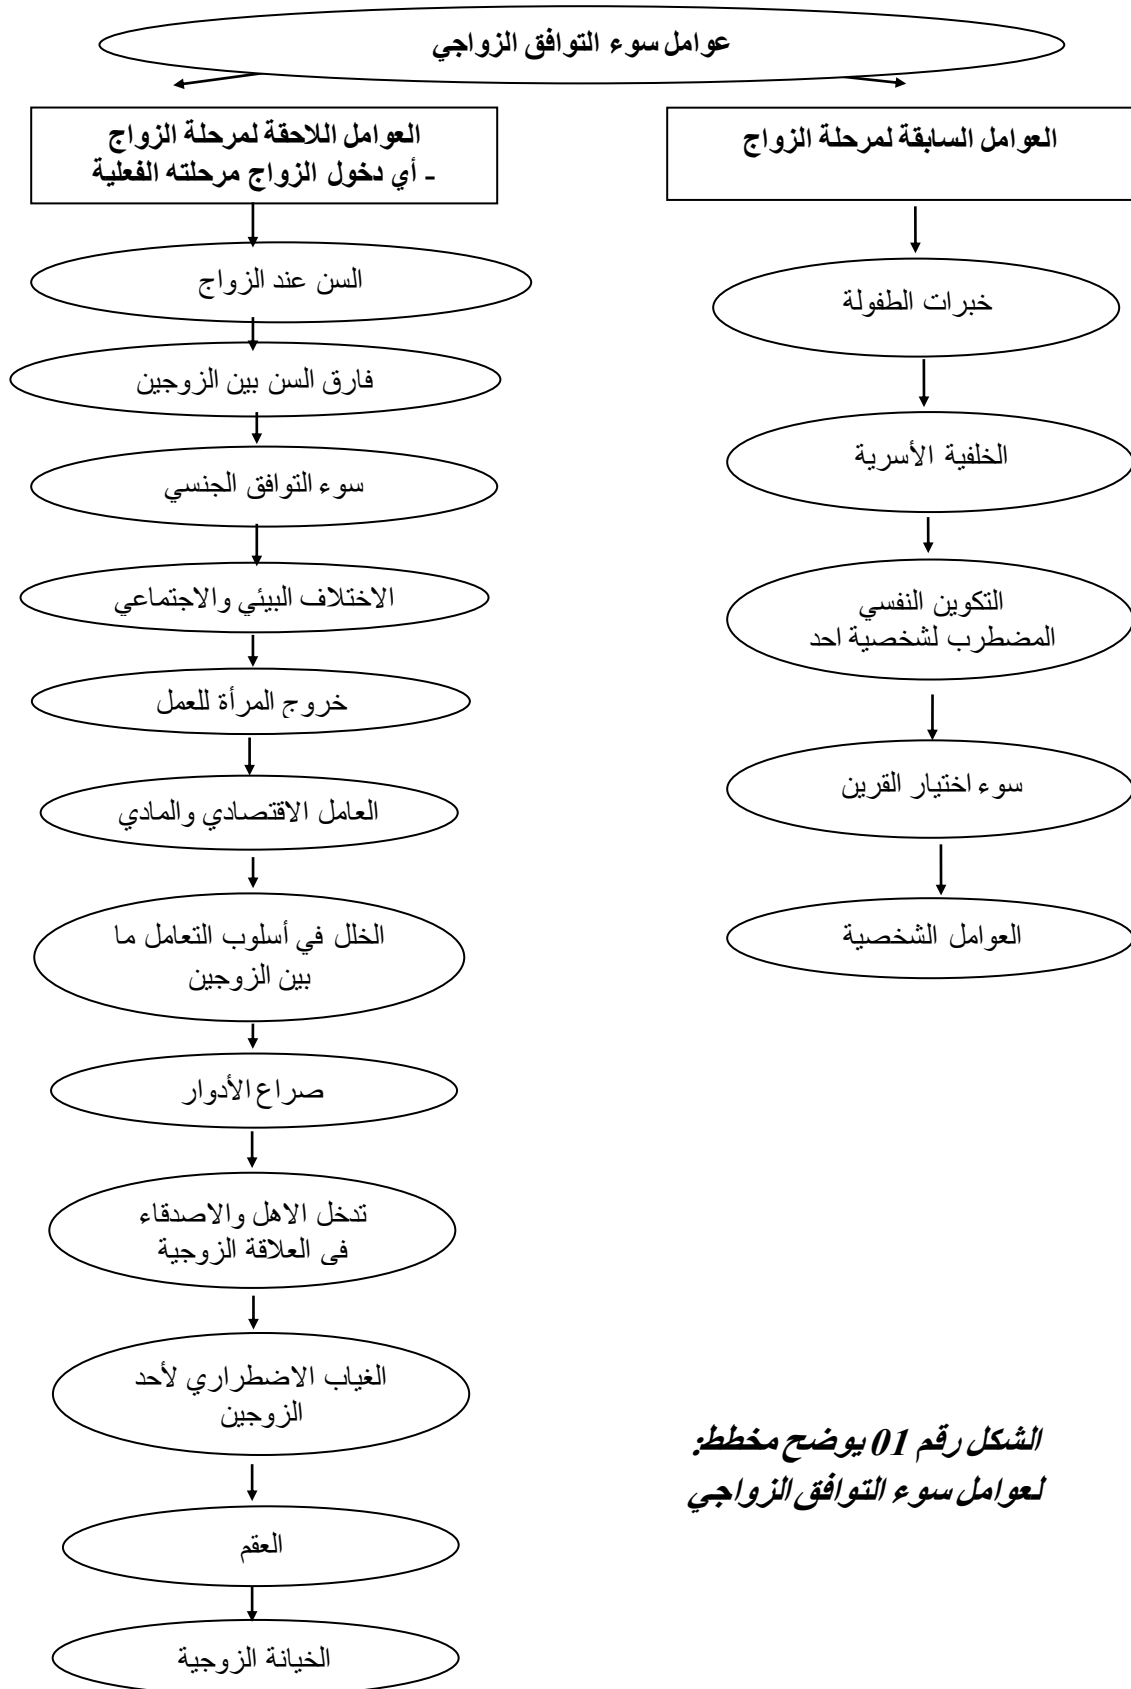 عوامل سوء التوافق الزواجي
العوامل السابقة لمرحلة الزواج
خبرات الطفولة
الخلفية الأسرية
التكوين النفسي
المضطرب لشخصية احد
سوء اختيار القرين
العوامل الشخصية
العوامل اللاحقة لمرحلة الزواج
- أي دخول الزواج مرحلته الفعلية
السن عند الزواج
فارق السن بين الزوجين
سوء التوافق الجنسي
الاختلاف البيئي والاجتماعي
خروج المرأة للعمل
العامل الاقتصادي والمادي
الخلل في أسلوب التعامل ما
بين الزوجين
صراع الأدوار
تدخل الاهل والاصدقاء
في العلاقة الزوجية
الغياب الاضطراري لأحد
الزوجين
العقم
الخيانة الزوجية
الشكل رقم 01 يوضح مخطط:
لعوامل سوء التوافق الزواجي